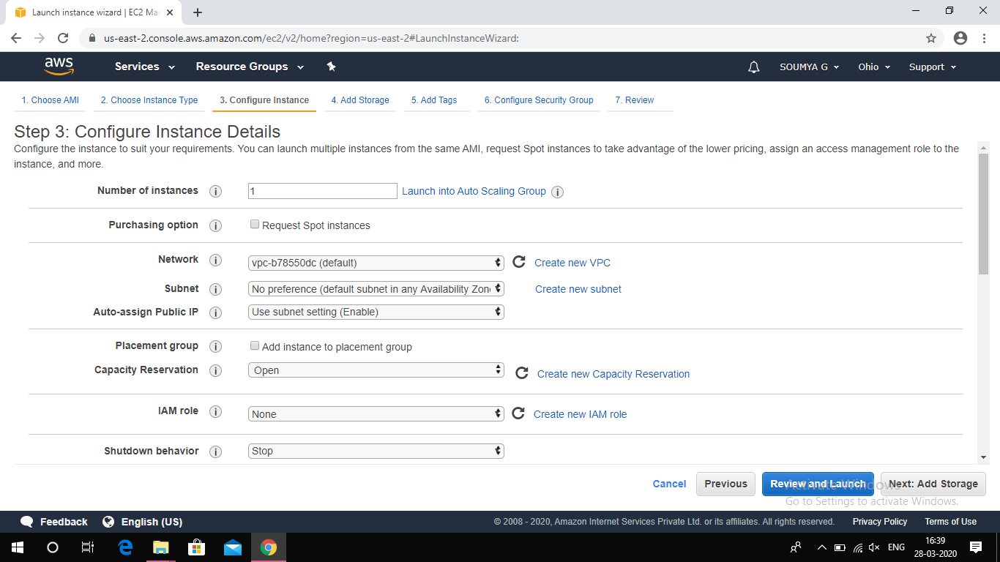 Launch instance wizard | EC2 Mar
us-east-2.console.aws.amazon.com/ec2/v2/home?region=us-east-2#LaunchInstanceWizard:
aws Services Resource Groups SOUMYA G Ohio Support
1. Choose AMI 2. Choose Instance Type 3. Configure Instance 4. Add Storage 5. Add Tags 6. Configure Security Group 7. Review
Step 3: Configure Instance Details
Configure the instance to suit your requirements. You can launch multiple instances from the same AMI, request Spot instances to take advantage of the lower pricing, assign an access management role to the
instance, and more.
Number of instances i 1 Launch into Auto Scaling Group i
Purchasing option i Request Spot instances
Network i vpc-b78550dc (default) Create new VPC
Subnet i No preference (default subnet in any Availability Zon Create new subnet
Auto-assign Public IP i Use subnet setting (Enable)
Placement group i Add instance to placement group
Capacity Reservation i Open Create new Capacity Reservation
IAM role i None Create new IAM role
Shutdown behavior i Stop
Cancel Previous Review and Launch Next: Add Storage
Activate Windows
Go to Settings to activate Windows.
Feedback English (US) © 2008 - 2020, Amazon Internet Services Private Ltd. or its affiliates. All rights reserved. Privacy Policy Terms of Use
ENG 16:39
28-03-2020